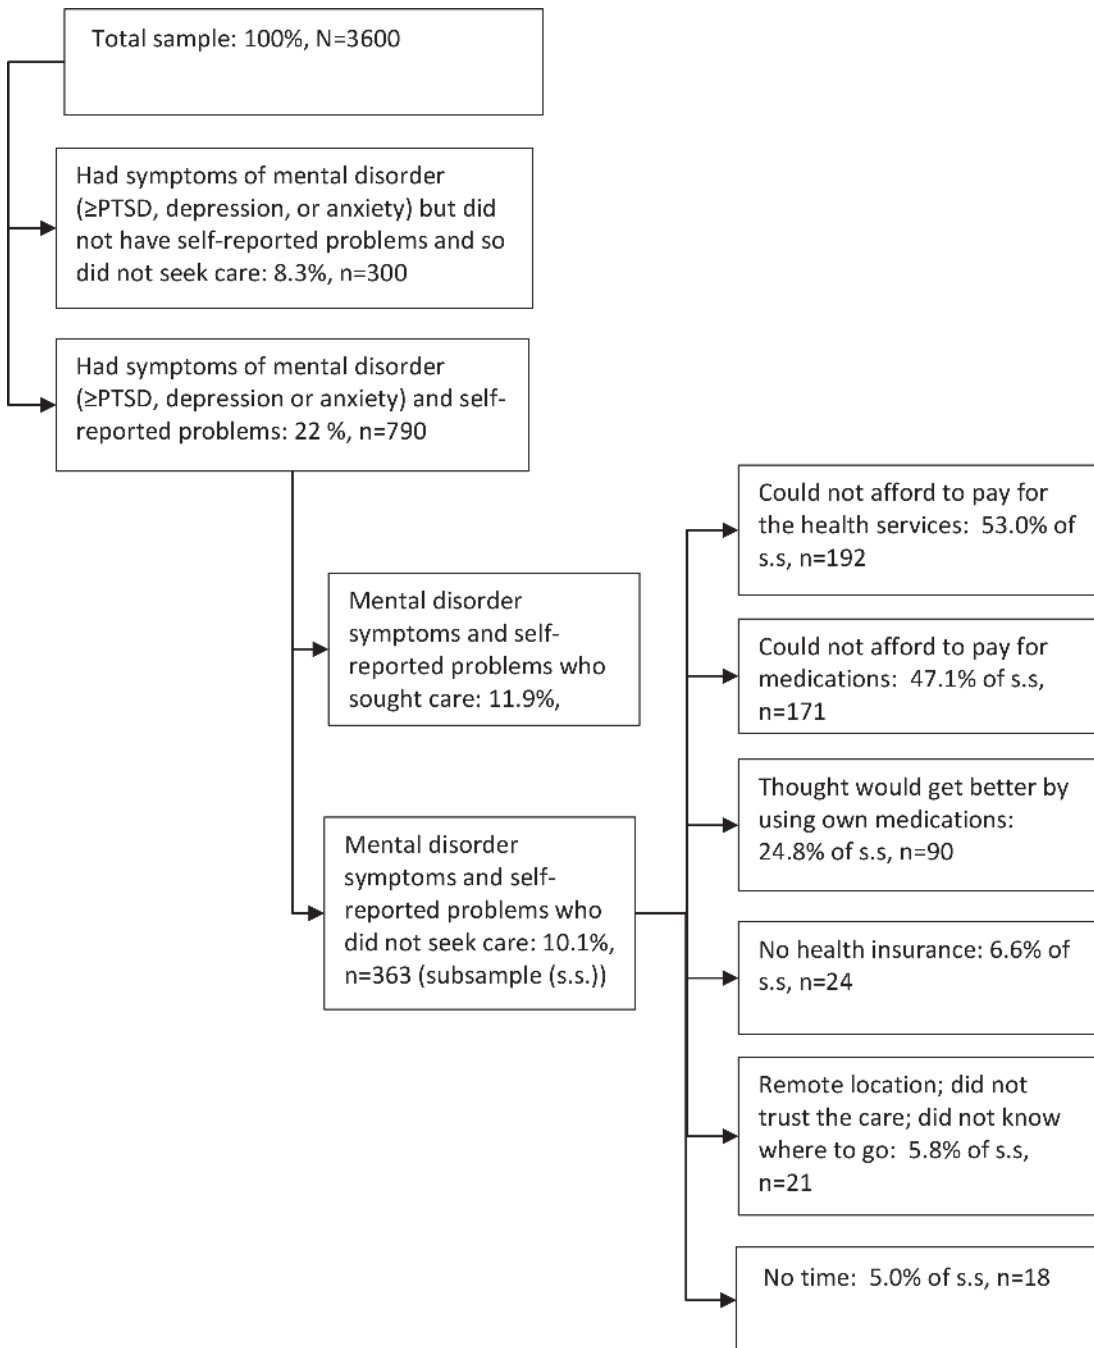 Total sample: 100%, N=3600
Had symptoms of mental disorder
(≥PTSD, depression, or anxiety) but did
not have self-reported problems and so
did not seek care: 8.3%, n=300
Had symptoms of mental disorder
(≥PTSD, depression or anxiety) and self-
reported problems: 22 %, n=790
Mental disorder
symptoms and self-
reported problems who
sought care: 11.9%,
Mental disorder
symptoms and self-
reported problems who
did not seek care: 10.1%,
n=363 (subsample (s.s.))
Could not afford to pay for
the health services: 53.0% of
s.s, n=192
Could not afford to pay for
medications: 47.1% of s.s,
n=171
Thought would get better by
using own medications:
24.8% of s.s, n=90
No health insurance: 6.6% of
s.s, n=24
Remote location; did not
trust the care; did not know
where to go: 5.8% of s.s,
n=21
No time: 5.0% of s.s, n=18